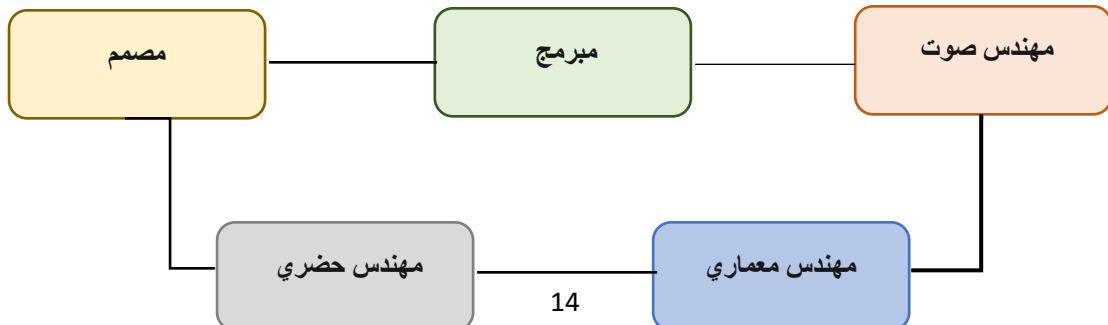 مهندس صوت
مبرمج
مصمم
مهندس معماري
مهندس حضري
14